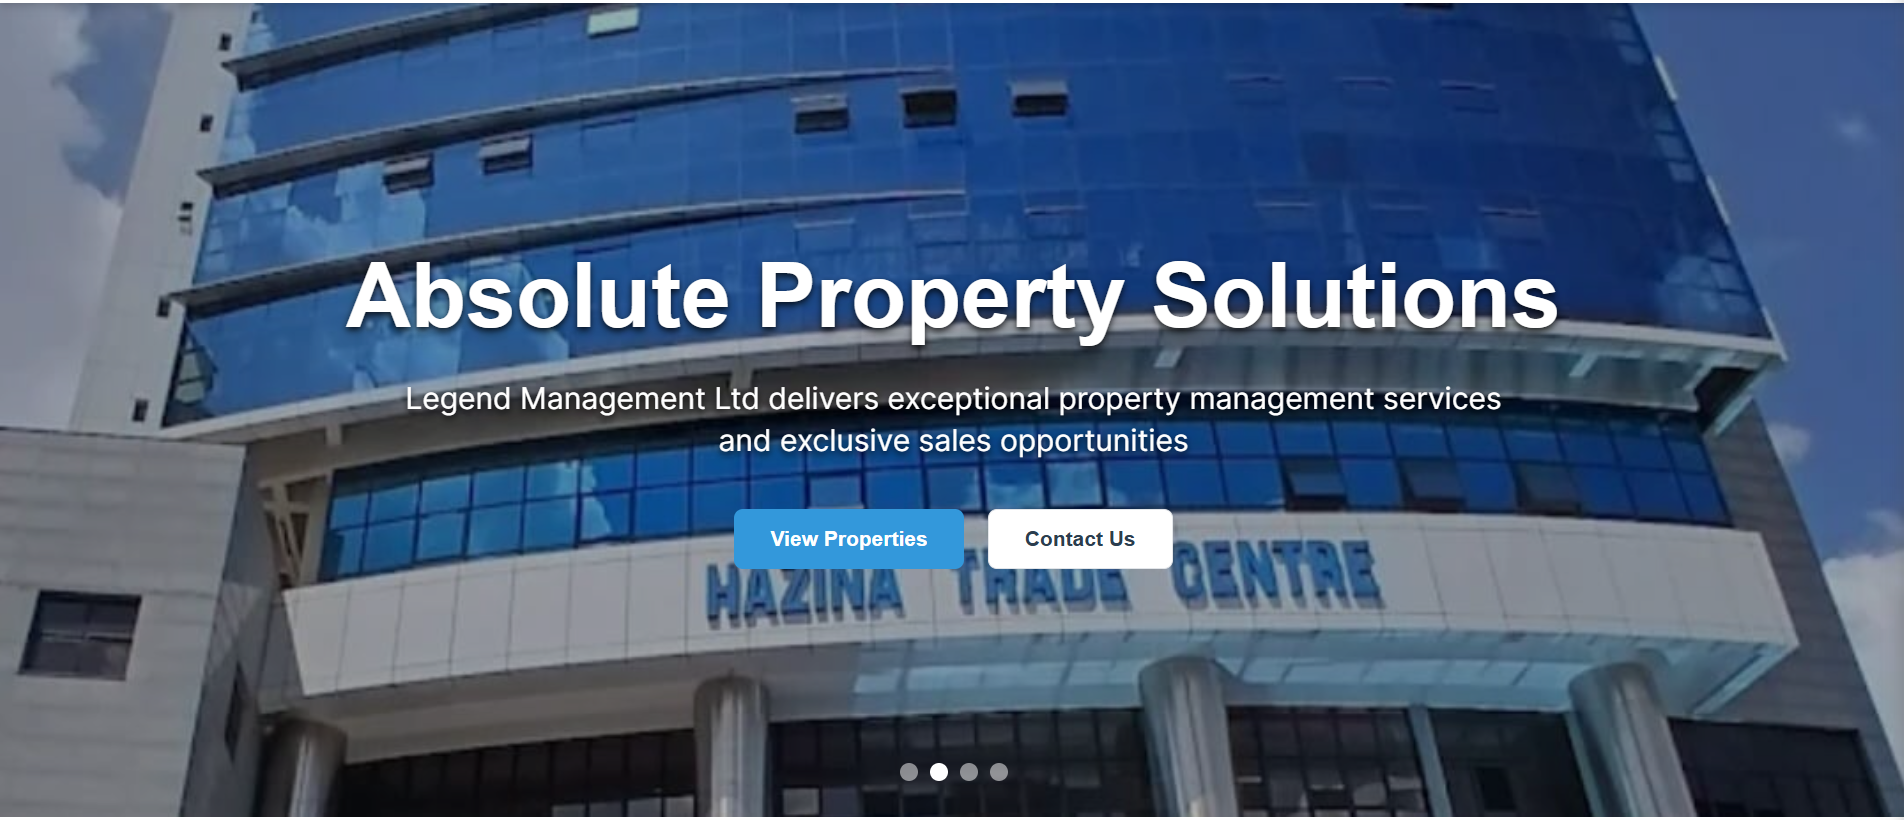 Absolute Property Solutions
Legend Management Ltd delivers exceptional property management services
and exclusive sales opportunities
View Properties
Contact Us
HAZINA TRADE CENTRE